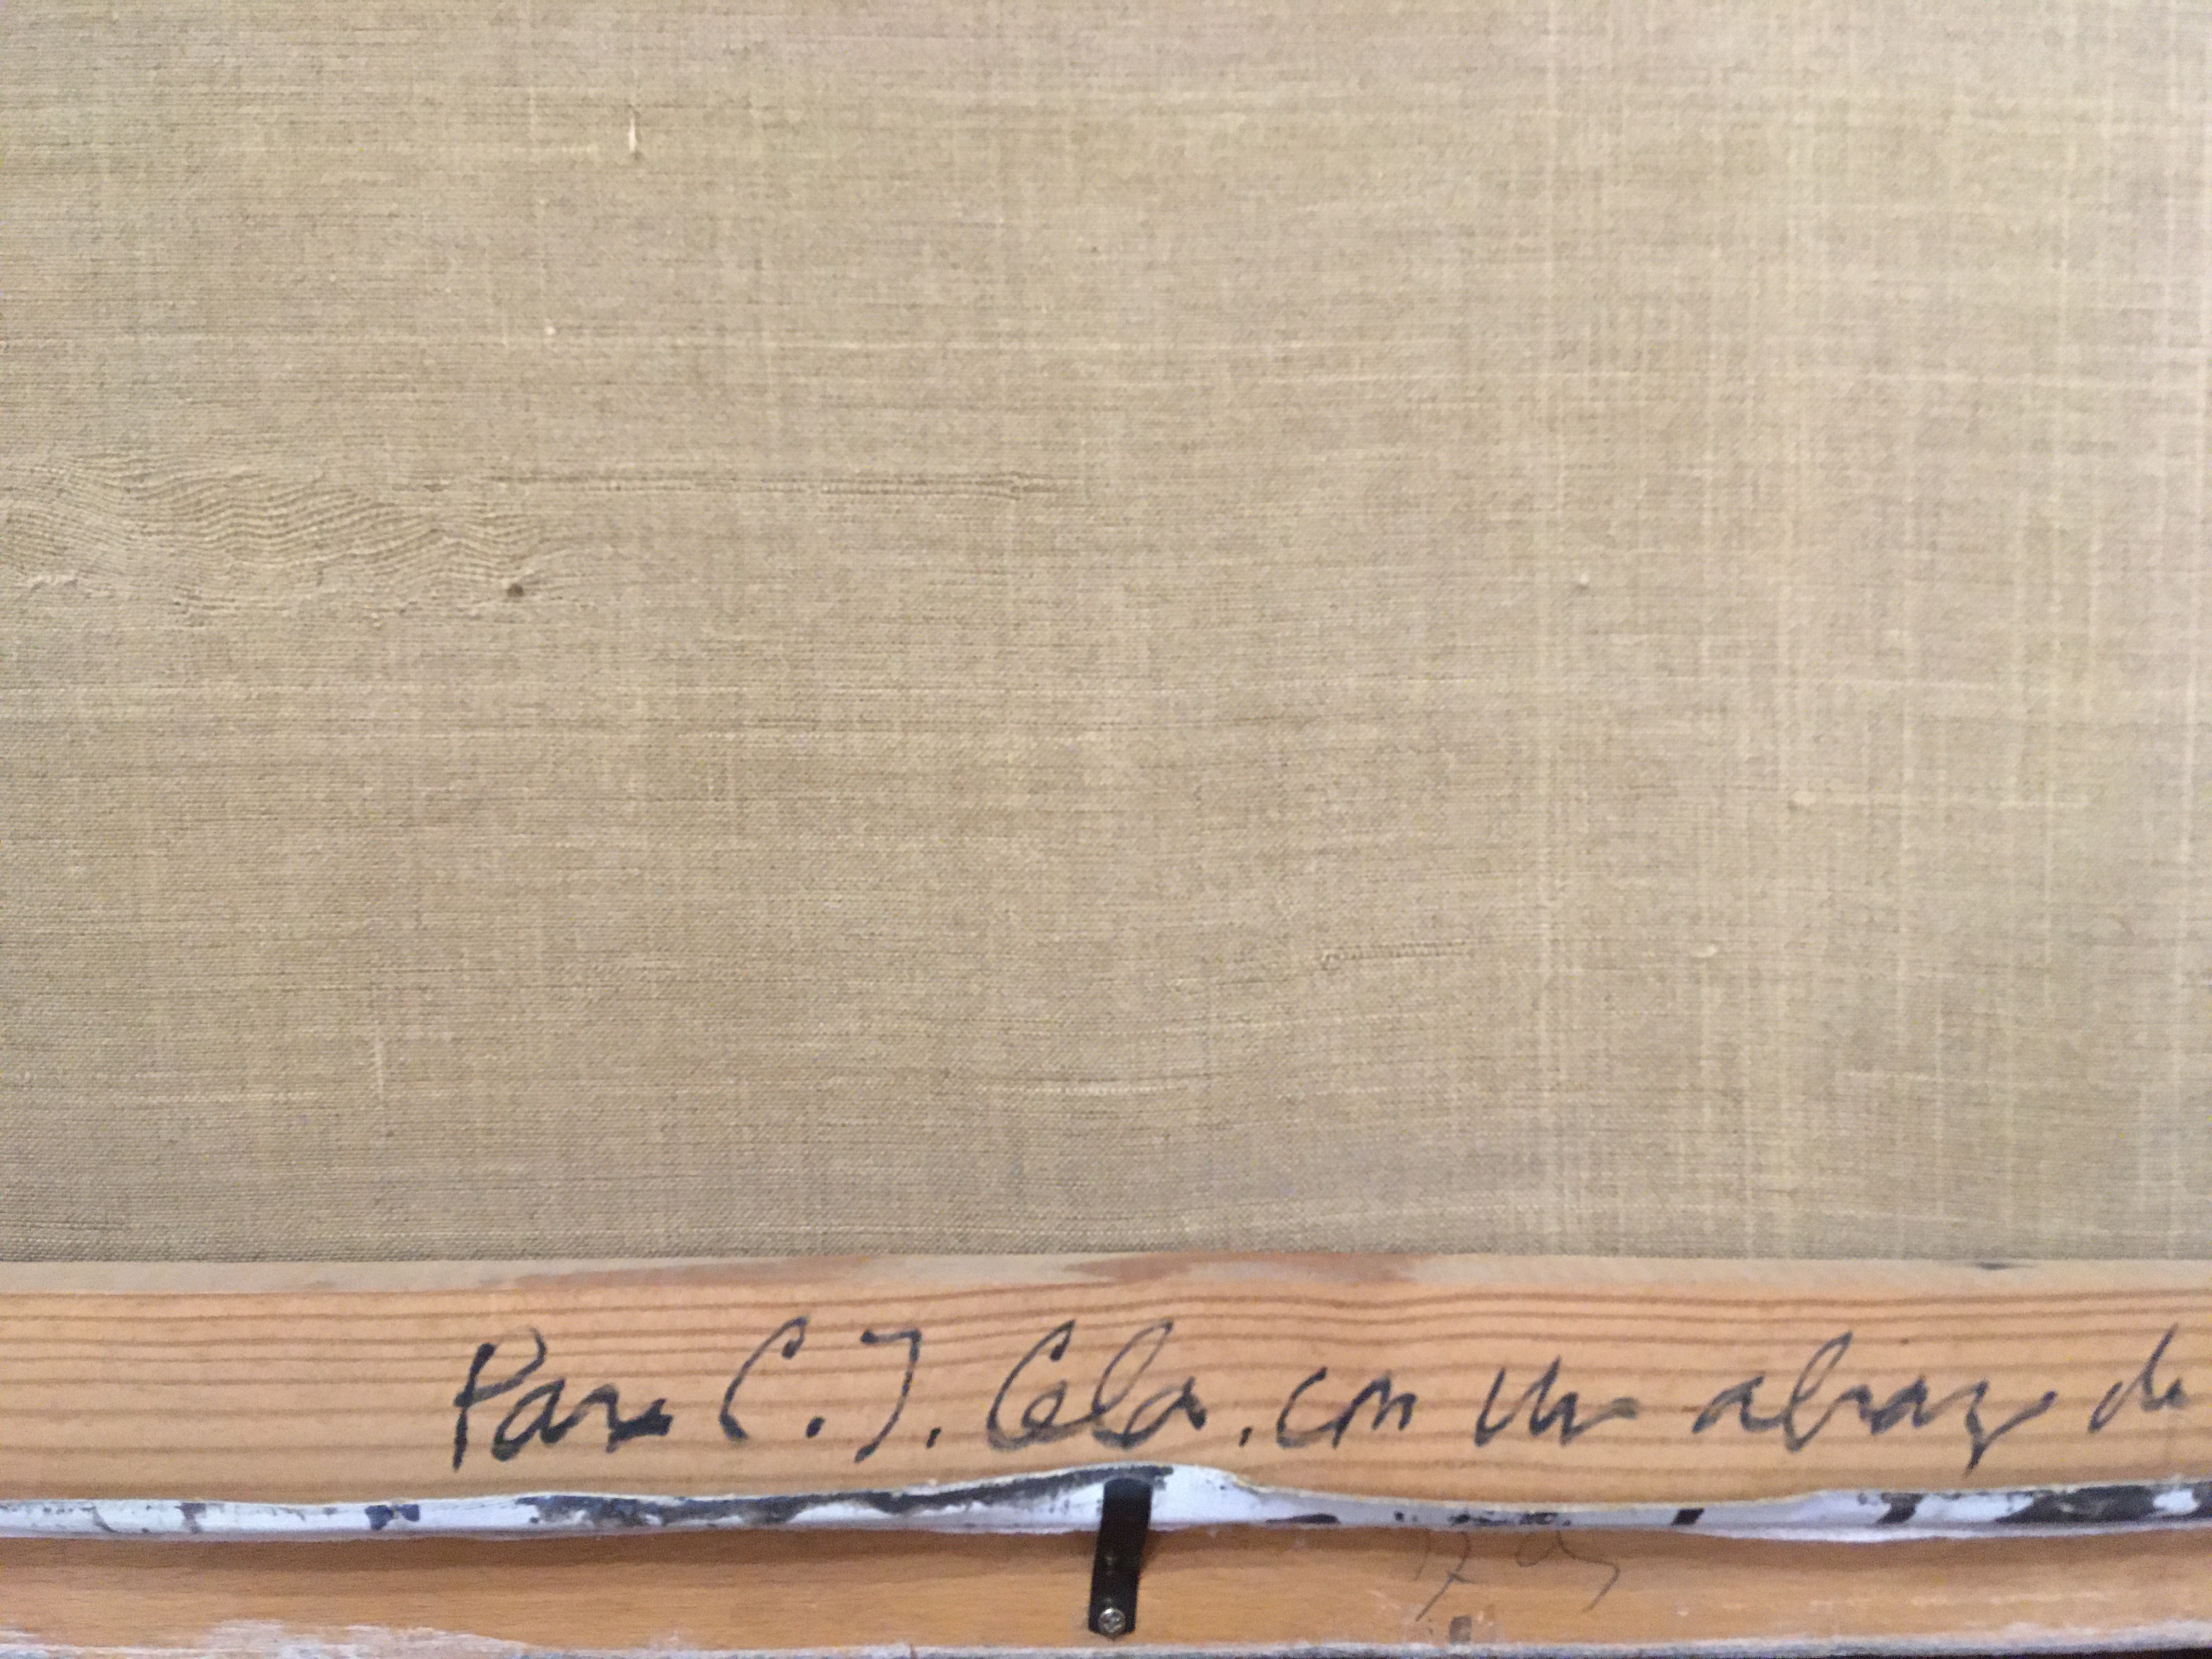 Para C. J. Cela, con un abrazo de